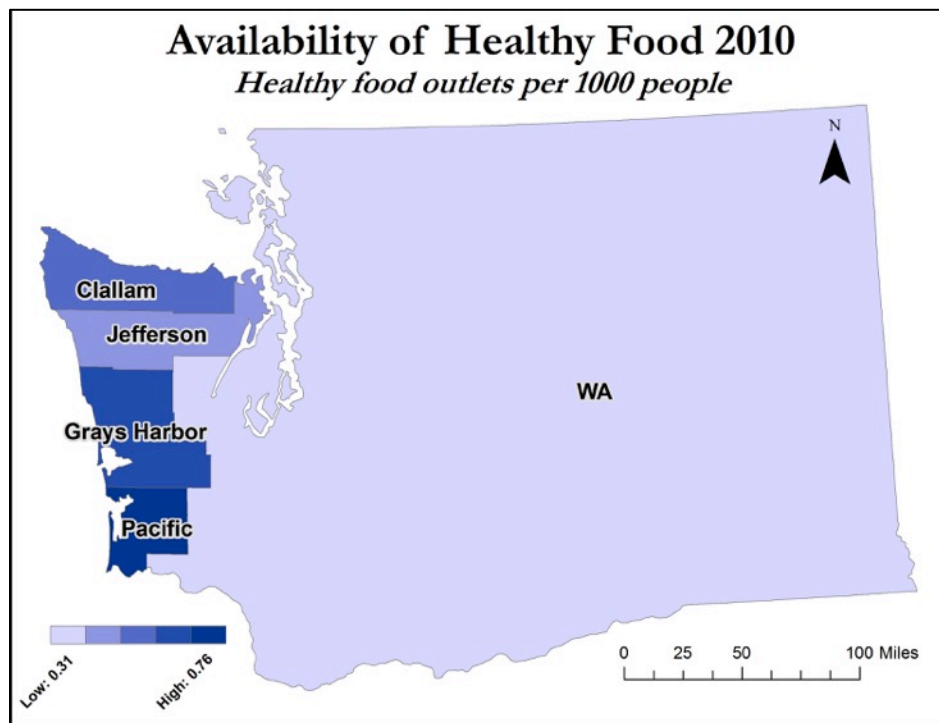 Availability of Healthy Food 2010
Healthy food outlets per 1000 people
N
Clallam
Jefferson
WA
Grays Harbor
Pacific
Low: 0.31
High: 0.76
0 25 50 100 Miles